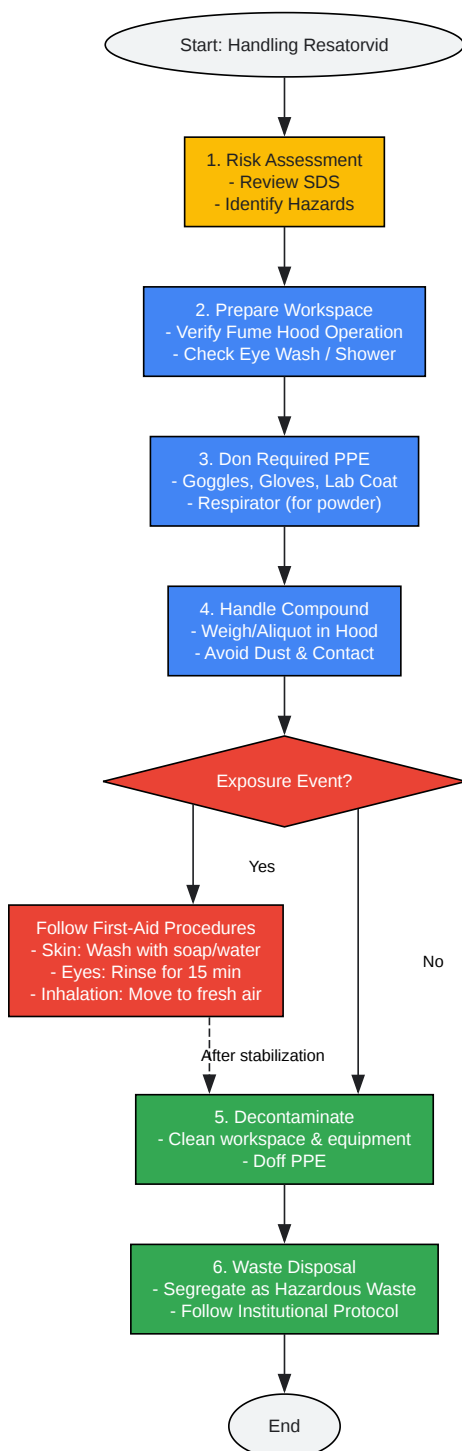 Start: Handling Resatorvid
1. Risk Assessment
- Review SDS
- Identify Hazards
2. Prepare Workspace
- Verify Fume Hood Operation
- Check Eye Wash / Shower
3. Don Required PPE
- Goggles, Gloves, Lab Coat
- Respirator (for powder)
4. Handle Compound
- Weigh/Aliquot in Hood
- Avoid Dust & Contact
Exposure Event?
Yes
Follow First-Aid Procedures
- Skin: Wash with soap/water
- Eyes: Rinse for 15 min
- Inhalation: Move to fresh air
No
After stabilization
5. Decontaminate
- Clean workspace & equipment
- Doff PPE
6. Waste Disposal
- Segregate as Hazardous Waste
- Follow Institutional Protocol
End